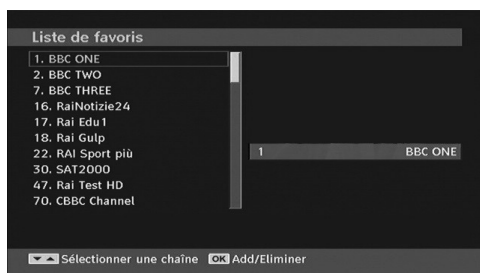 Liste de favoris
1. BBC ONE
2. BBC TWO
7. BBC THREE
16. RaiNotizie24
17. Rai Edu1
18. Rai Gulp
22. RAI Sport più
30. SAT2000
47. Rai Test HD
70. CBBC Channel
1 BBC ONE
Sélectionner une chaîne OK Add/Eliminer